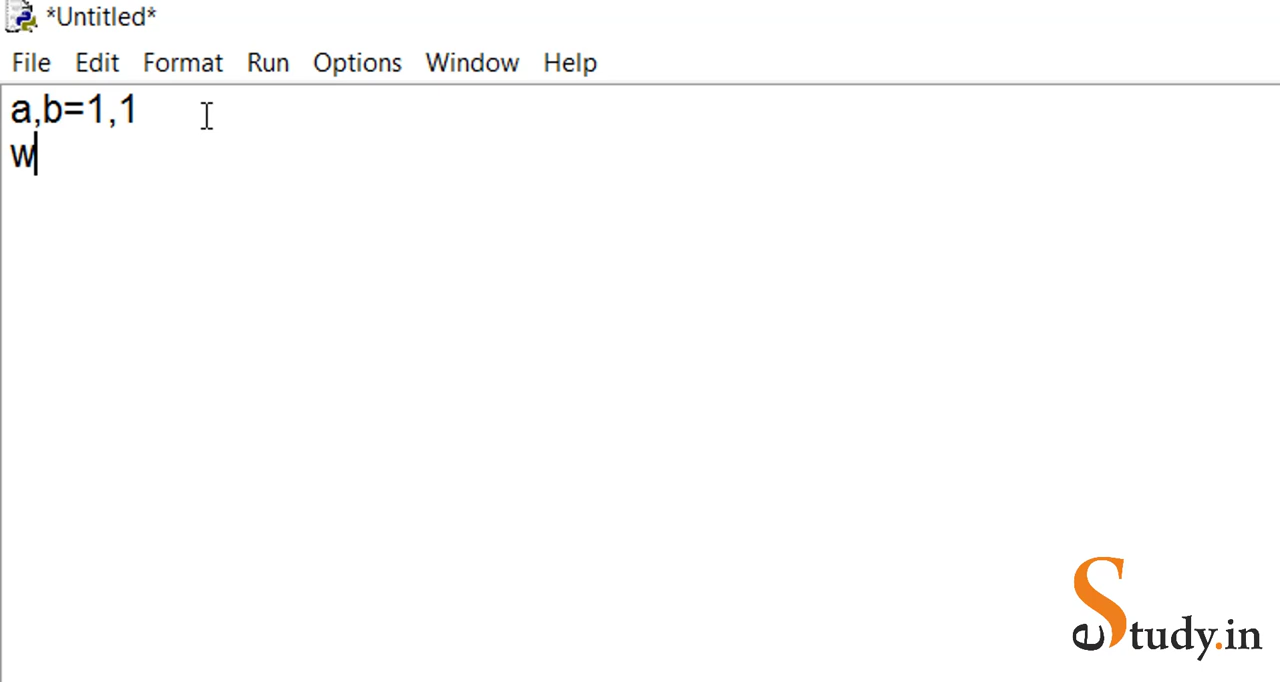 *Untitled*
File Edit Format Run Options Window Help
a,b=1,1
w
eStudy.in